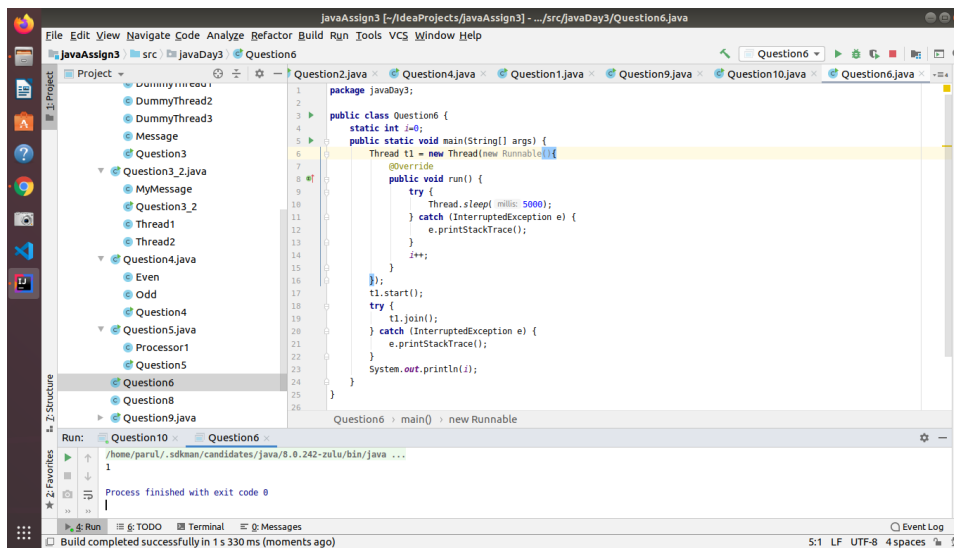 javaAssign3 [~/IdeaProjects/javaAssign3] - .../src/javaDay3/Question6.java
File Edit View Navigate Code Analyze Refactor Build Run Tools VCS Window Help
javaAssign3 src javaDay3 Question6
Question6
Project
Question2.java Question4.java Question1.java Question9.java Question10.java Question6.java
1: Project
DummyThread1
DummyThread2
DummyThread3
Message
Question3
Question3_2.java
MyMessage
Question3_2
Thread1
Thread2
Question4.java
Even
Odd
Question4
Question5.java
Processor1
Question5
Question6
Question8
Question9.java
1 package javaDay3;
2
3 public class Question6 {
4 static int i=0;
5 public static void main(String[] args) {
6 Thread t1 = new Thread(new Runnable(){
7 @Override
8 public void run() {
9 try {
10 Thread.sleep( millis: 5000);
11 } catch (InterruptedException e) {
12 e.printStackTrace();
13 }
14 i++;
15 }
16 });
17 t1.start();
18 try {
19 t1.join();
20 } catch (InterruptedException e) {
21 e.printStackTrace();
22 }
23 System.out.println(i);
24 }
25 }
26
Question6 › main() › new Runnable
7: Structure
2: Favorites
Run: Question10 Question6
/home/parul/.sdkman/candidates/java/8.0.242-zulu/bin/java ...
1
Process finished with exit code 0
4: Run 6: TODO Terminal 0: Messages Event Log
Build completed successfully in 1 s 330 ms (moments ago) 5:1 LF UTF-8 4 spaces